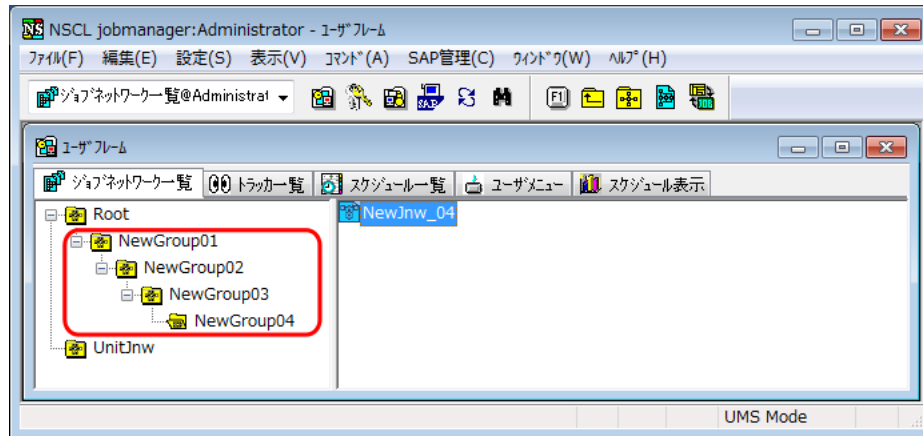 NSCL jobmanager:Administrator - ユーザフレーム
ファイル(F) 編集(E) 設定(S) 表示(V) コマンド(A) SAP管理(C) ウィンドウ(W) ヘルプ(H)
ジョブネットワーク一覧@Administrat
SAP
F1
JOB
ユーザフレーム
ジョブネットワーク一覧 トラッカ一覧 スケジュール一覧 ユーザメニュー スケジュール表示
Root
NewJnw_04
NewGroup01
NewGroup02
NewGroup03
NewGroup04
UnitJnw
UMS Mode